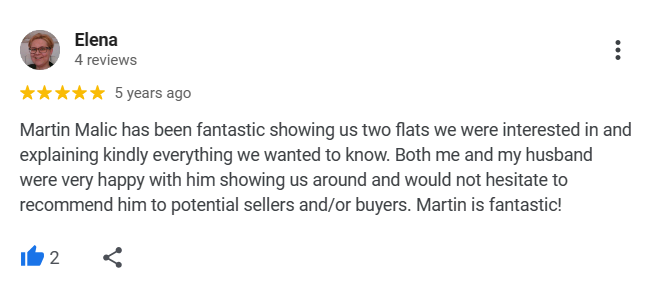 Elena
4 reviews
5 years ago
Martin Malic has been fantastic showing us two flats we were interested in and
explaining kindly everything we wanted to know. Both me and my husband
were very happy with him showing us around and would not hesitate to
recommend him to potential sellers and/or buyers. Martin is fantastic!
2